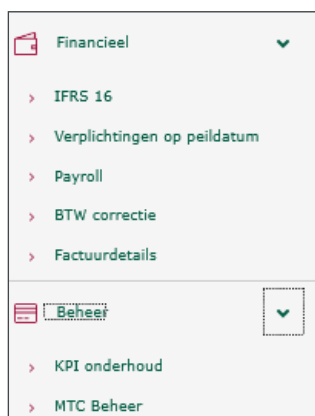 Financieel
IFRS 16
Verplichtingen op peildatum
Payroll
BTW correctie
Factuurdetails
Beheer
KPI onderhoud
MTC Beheer